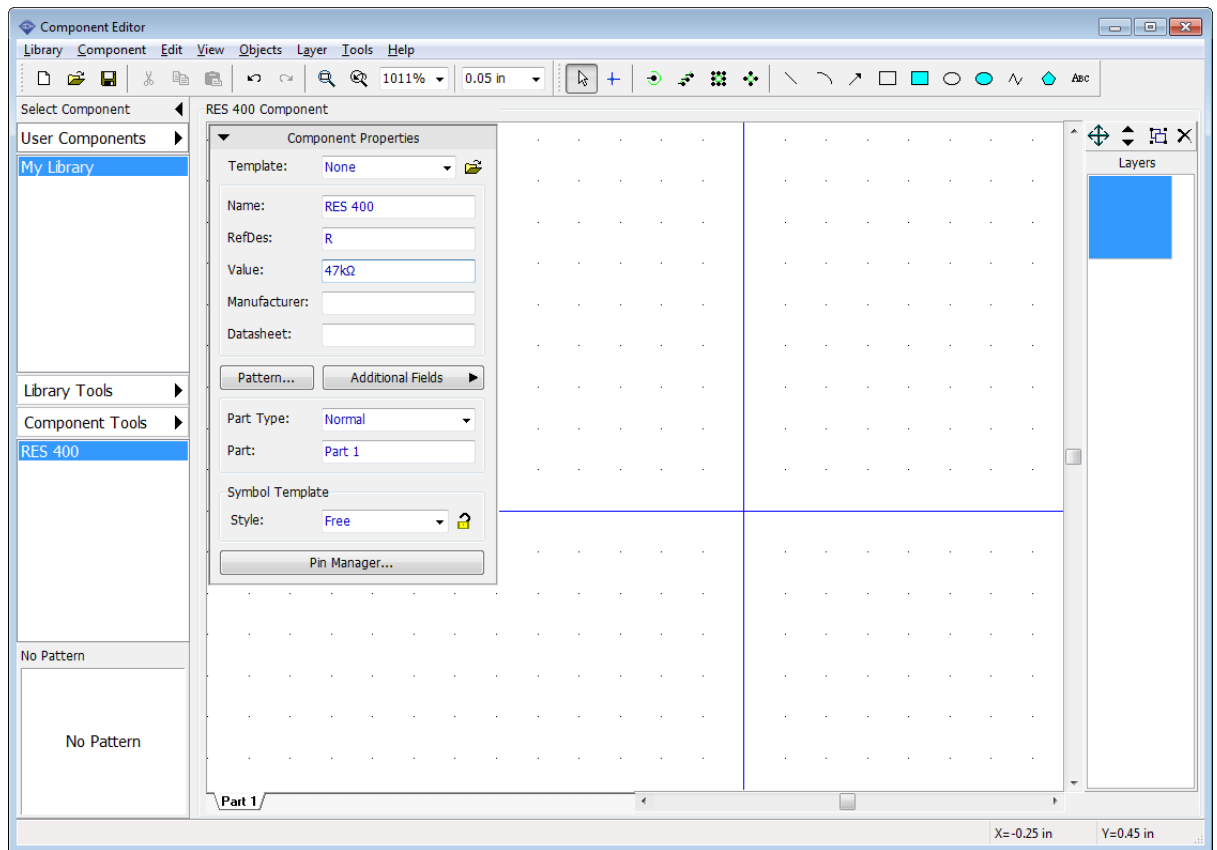 Component Editor
Library Component Edit View Objects Layer Tools Help
1011% 0.05 in ABC
Select Component
RES 400 Component
User Components
My Library
Library Tools
Component Tools
RES 400
No Pattern
No Pattern
Component Properties
Template: None
Name: RES 400
RefDes: R
Value: 47kΩ
Manufacturer:
Datasheet:
Pattern... Additional Fields
Part Type: Normal
Part: Part 1
Symbol Template
Style: Free
Pin Manager...
Layers
Part 1
X=-0.25 in Y=0.45 in